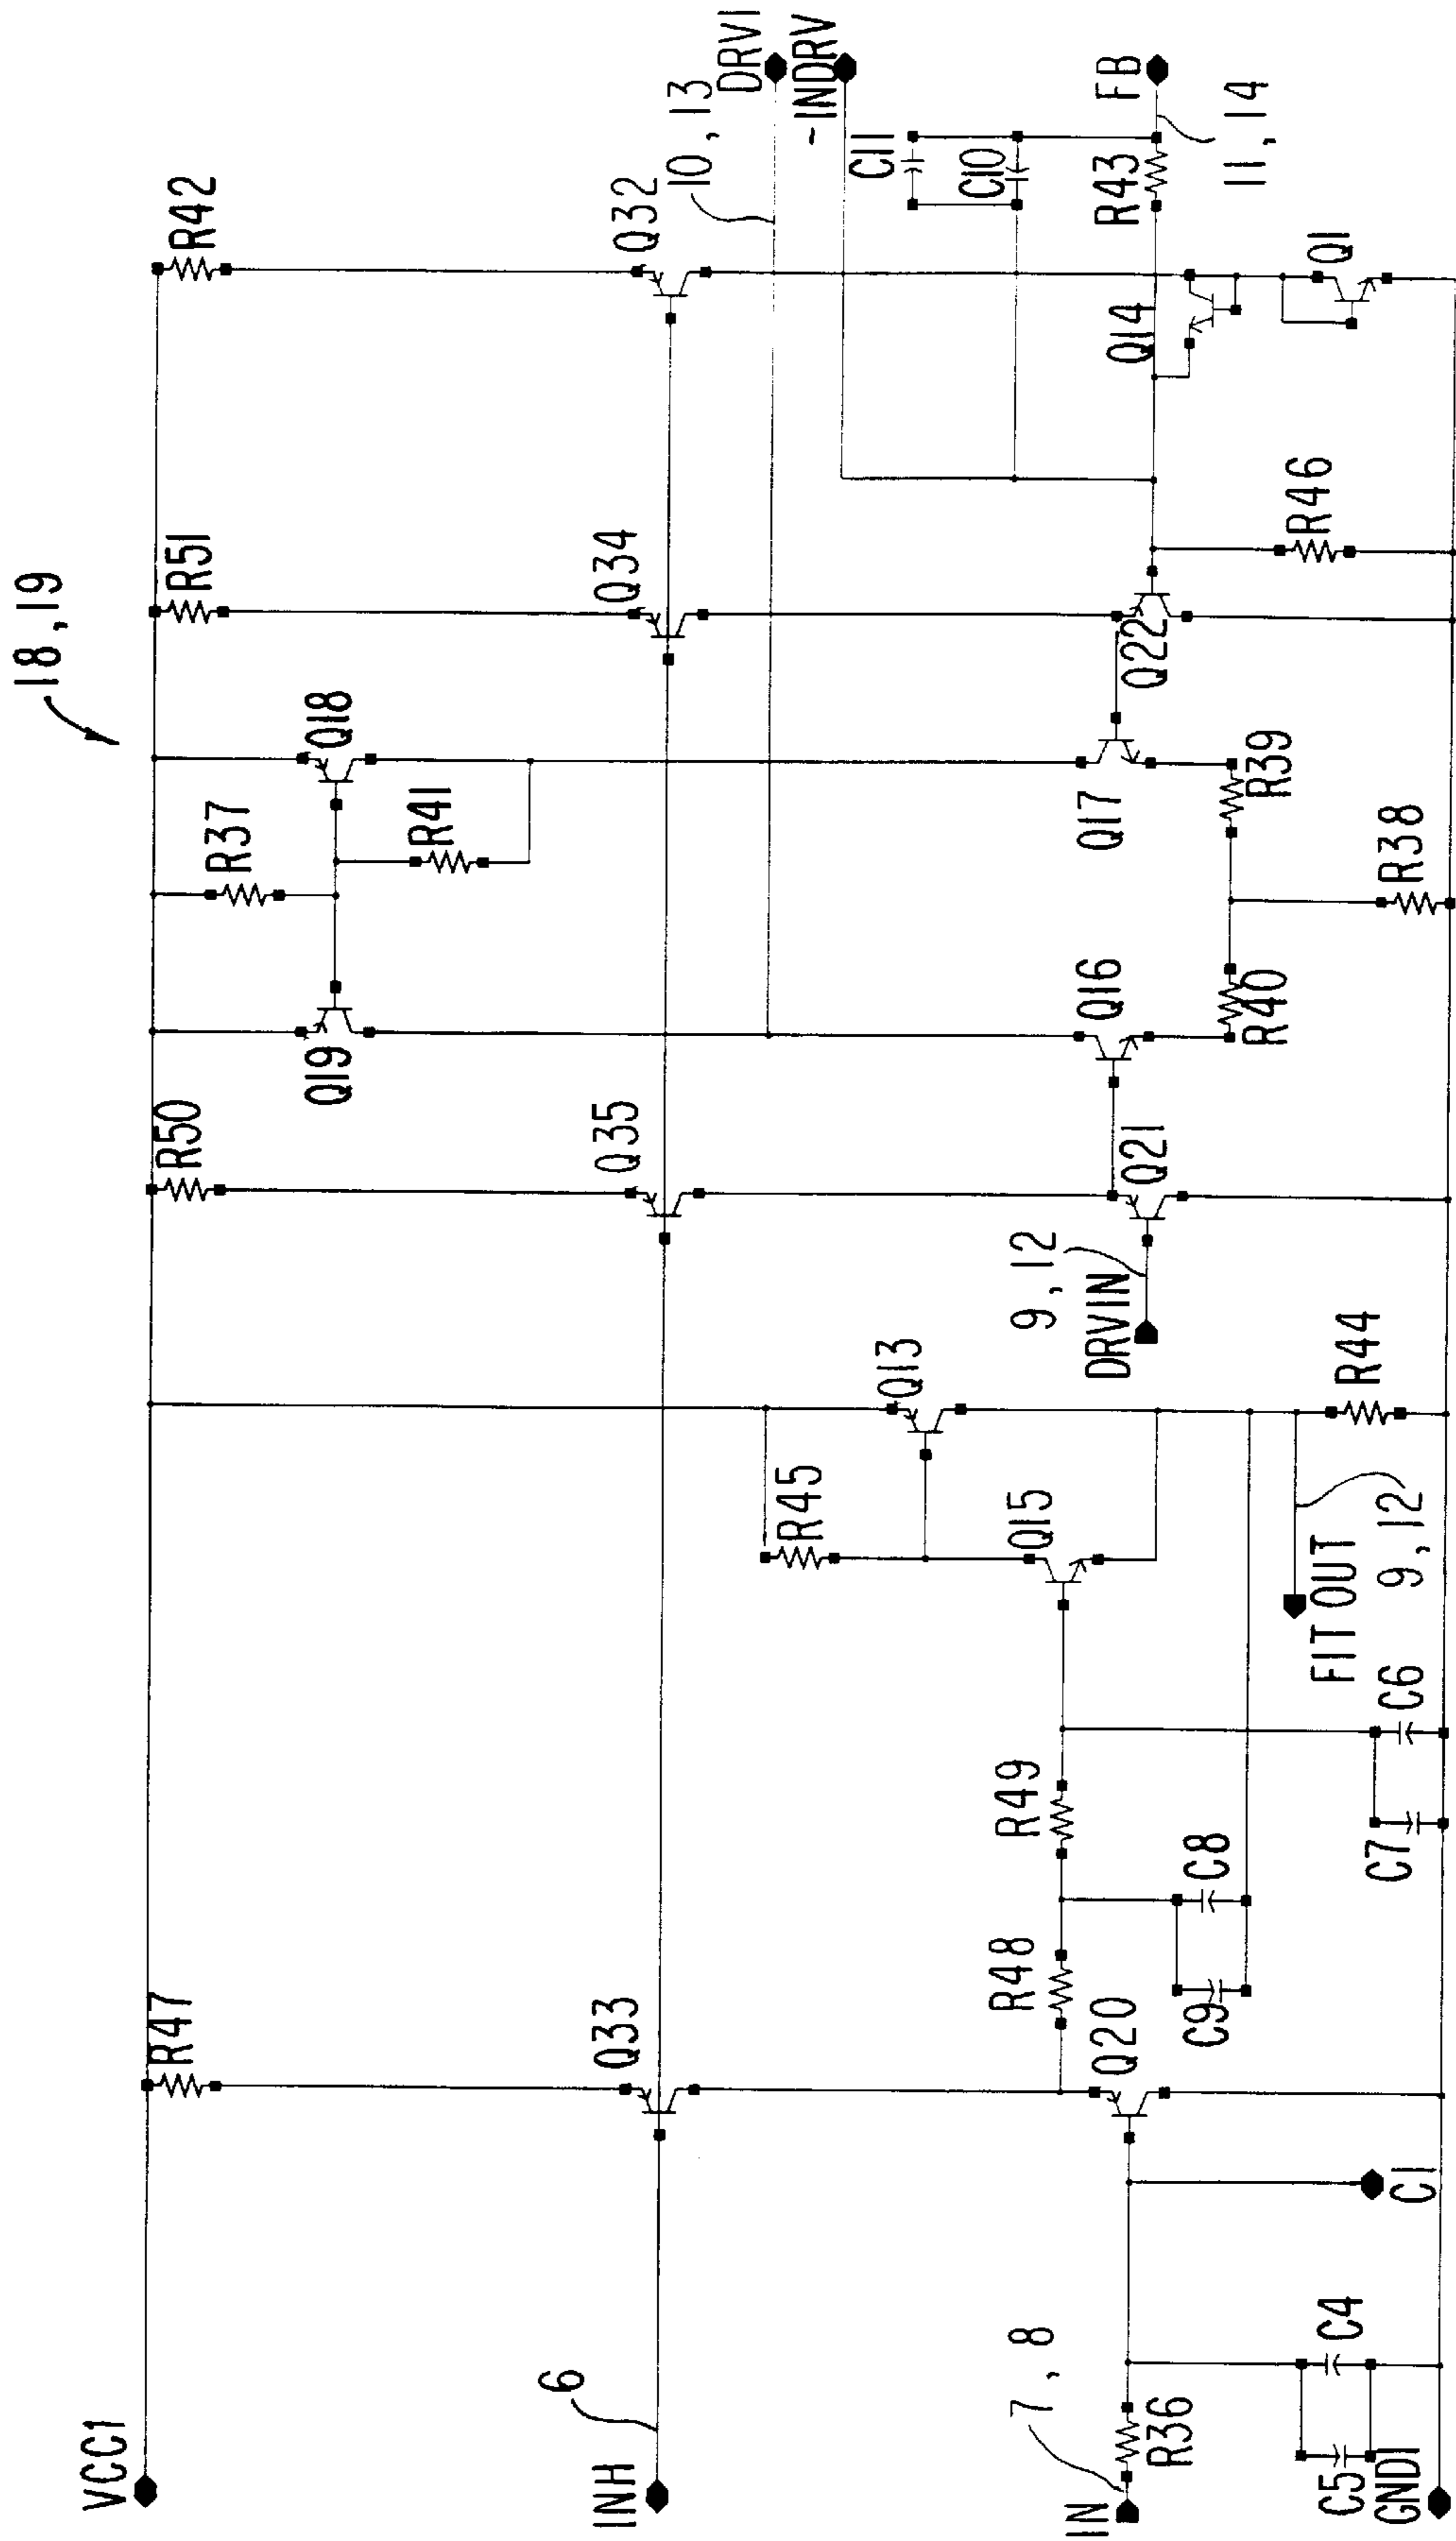 18, 19
VCC1
R47
R50
R37
R51
R42
Q19
Q18
R41
6
INH
Q33
Q35
Q34
Q32
10, 13
DRV1
-INDRV
R45
Q13
C11
C10
7, 8
IN
R36
Q20
R48
R49
Q15
9, 12
DRVIN
Q21
Q16
Q17
Q22
Q14
R43
FB
11, 14
C9
C8
R40
R39
Q1
C5
C4
C1
C7
C6
FITOUT
9, 12
R44
R38
R46
GND1